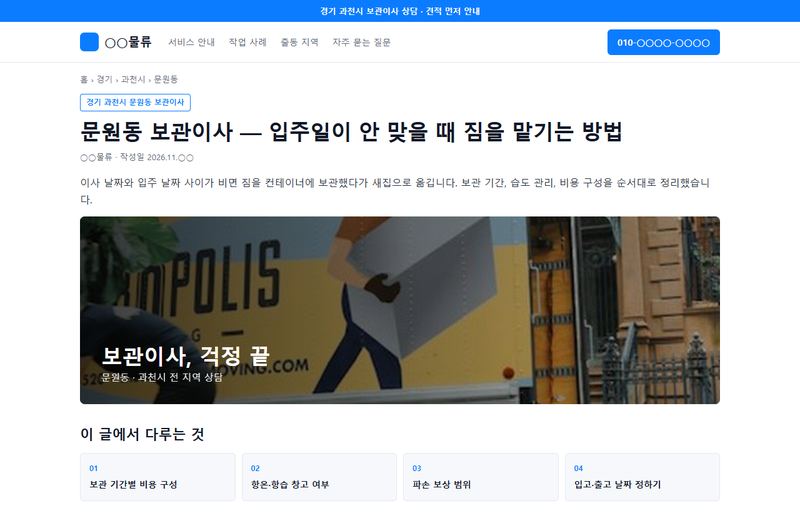 경기 과천시 보관이사 상담 · 견적 먼저 안내
○○물류 서비스 안내 작업 사례 출동 지역 자주 묻는 질문 010-○○○○-○○○○
홈 › 경기 › 과천시 › 문원동
경기 과천시 문원동 보관이사
문원동 보관이사 — 입주일이 안 맞을 때 짐을 맡기는 방법
○○물류 · 작성일 2026.11.○○
이사 날짜와 입주 날짜 사이가 비면 짐을 컨테이너에 보관했다가 새집으로 옮깁니다. 보관 기간, 습도 관리, 비용 구성을 순서대로 정리했습니
다.
OPOLIS
G
OVING.COM
보관이사, 걱정 끝
문원동 · 과천시 전 지역 상담
이 글에서 다루는 것
01
보관 기간별 비용 구성
02
항온·항습 창고 여부
03
파손 보상 범위
04
입고·출고 날짜 정하기